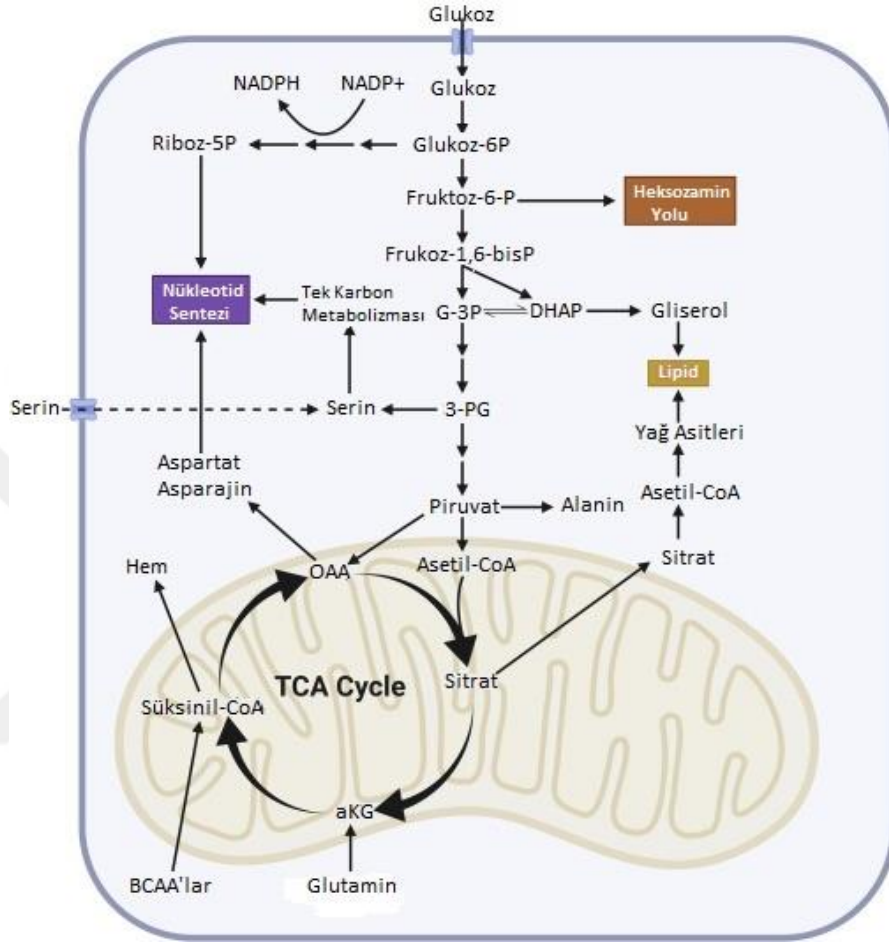 Glukoz
NADPH
NADP+
Glukoz
Riboz-5P
Glukoz-6P
Fruktoz-6-P
Heksozamin
Yolu
Frukoz-1,6-bisP
Nükleotid
Sentezi
Tek Karbon
Metabolizması
G-3P
DHAP
Gliserol
Lipid
Serin
Serin
3-PG
Yağ Asitleri
Aspartat
Asparajin
Piruvat
Alanin
Asetil-CoA
Hem
OAA
Asetil-CoA
Sitrat
TCA Cycle
Sitrat
Süksinil-CoA
aKG
BCAA'lar
Glutamin